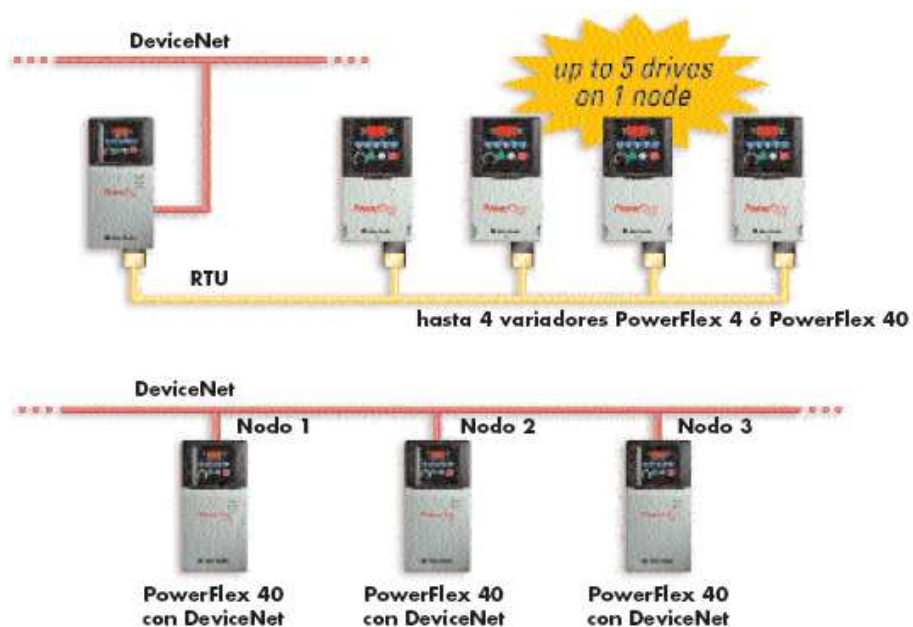 DeviceNet
up to 5 drives
on 1 node
RTU
hasta 4 variadores PowerFlex 4 ó PowerFlex 40
DeviceNet
Nodo 1
Nodo 2
Nodo 3
PowerFlex 40
con DeviceNet
PowerFlex 40
con DeviceNet
PowerFlex 40
con DeviceNet